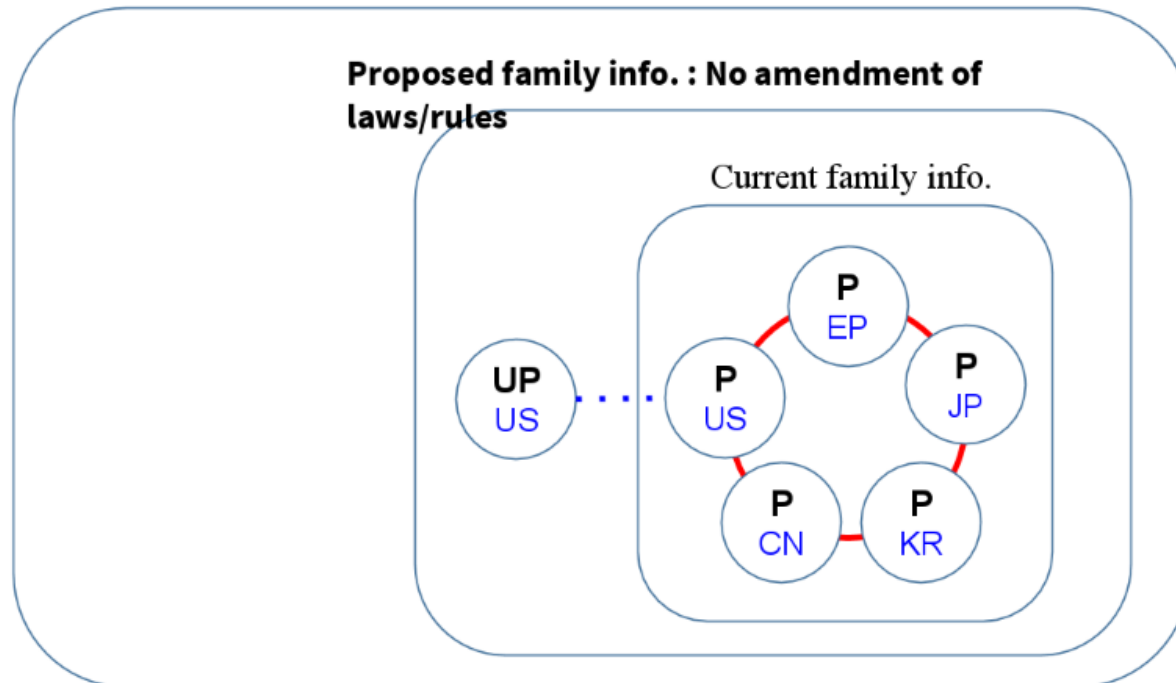 Proposed family info. : No amendment of
laws/rules
Current family info.
P
EP
P
JP
UP
US
P
US
P
CN
P
KR